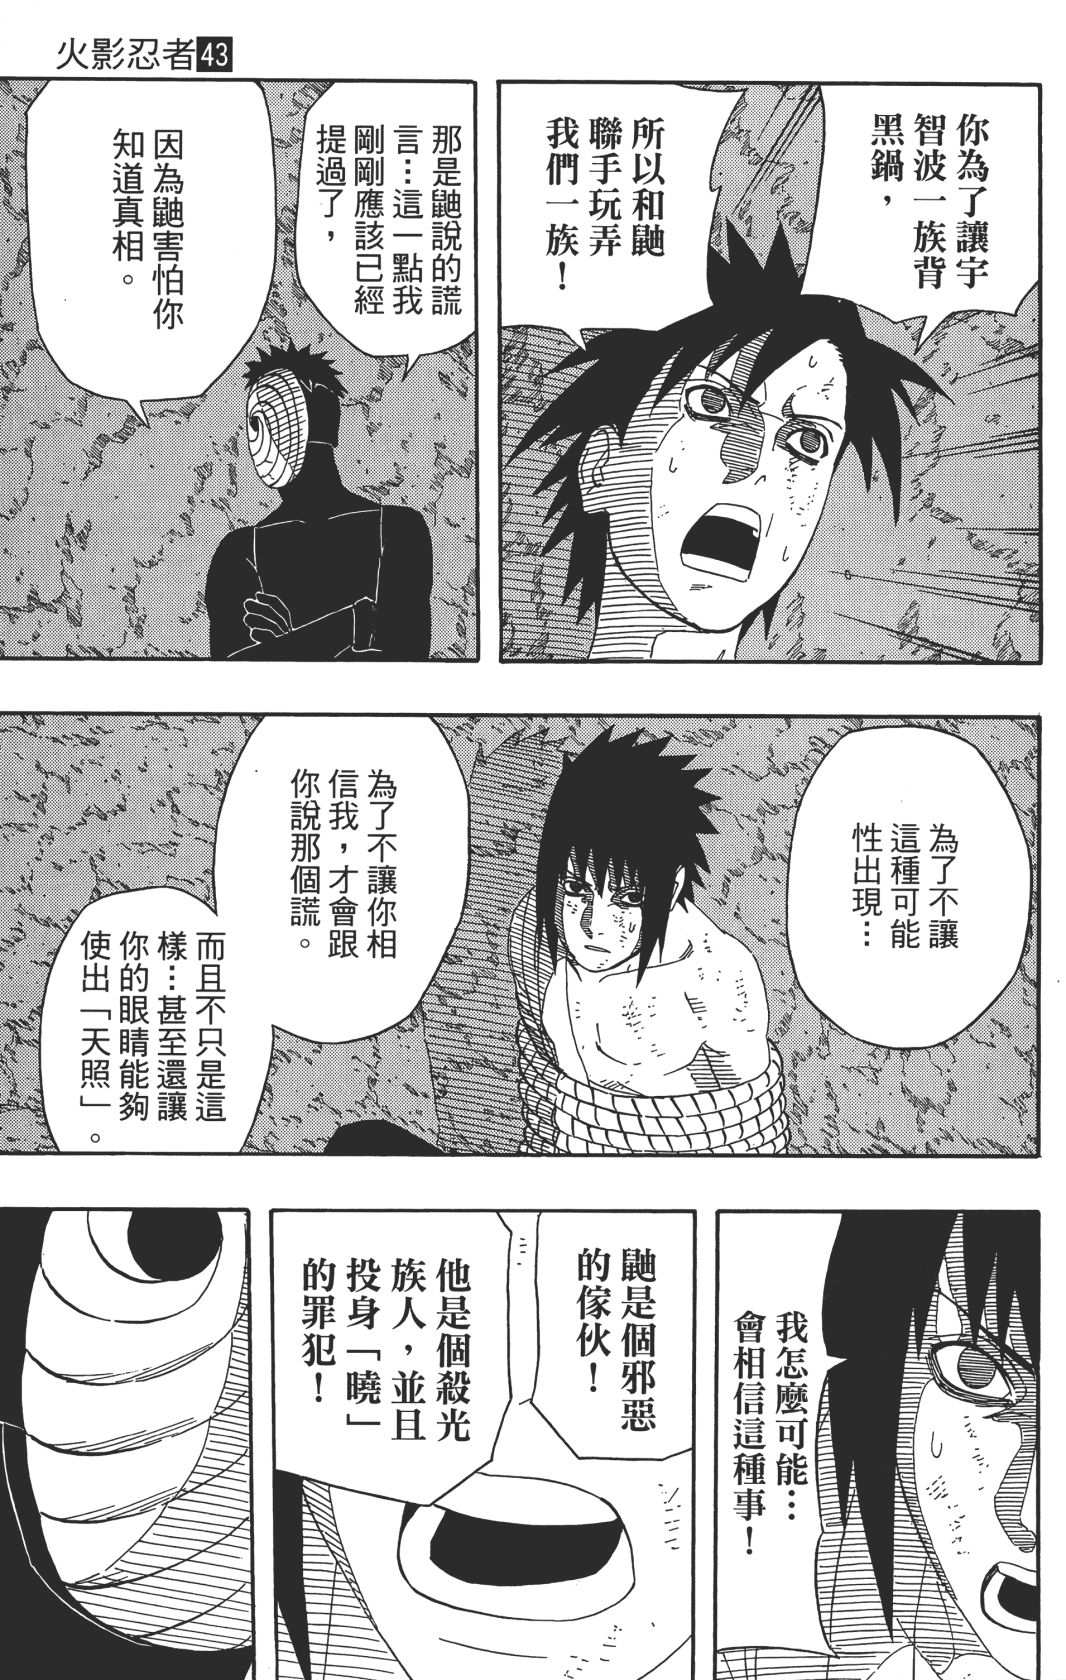 火影忍者43
你為了讓宇
智波一族背
黑鍋，
所以和鼬
聯手玩弄
我們一族！
那是鼬說的謊
言…這一點我
剛剛應該已經
提過了，
因為鼬害怕你
知道真相。
為了不讓
這種可能
性出現…
為了不讓你相
信我，才會跟
你說那個謊。
而且不只是這
樣…甚至還讓
你的眼睛能夠
使出「天照」。
我怎麼可能…
會相信這種事！
鼬是個邪惡
的傢伙！
他是個殺光
族人，並且
投身「曉」
的罪犯！